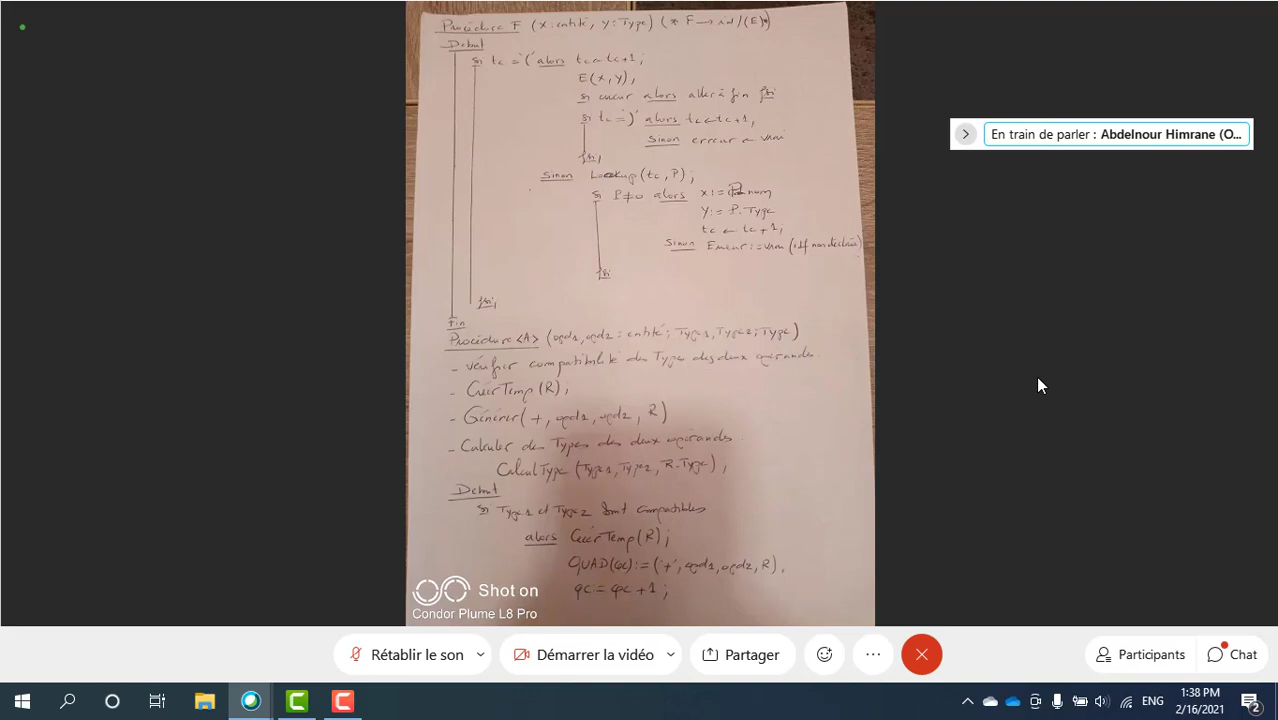 Procédure F (x: entité, y: Type) (* F → id/(E)*)
Debut
si tc = '(' alors tc ← tc+1;
E(x,y),
si erreur alors aller à fin fsi
si tc = ')' alors tc ← tc+1,
sinon erreur ← vrai
fsi,
sinon Lookup(tc, P);
si P≠0 alors x:= P.nom
y:= P.Type
tc ← tc+1;
sinon Erreur:=vrai (idf non déclaré)
fsi
fsi,
fin
Procédure <A> (opd1, opd2: entité; Type1, Type2: Type)
- vérifier compatibilité des Type des deux opérandes.
- CréerTemp(R);
- Générer(+, opd1, opd2, R)
- Calculer des Types des deux opérandes.
CalculType (Type1, Type2, R.Type),
Debut
si Type1 et Type2 sont compatibles
alors CréerTemp(R);
QUAD(qc):=('+', opd1, opd2, R),
qc:= qc+1;
Shot on
Condor Plume L8 Pro
En train de parler : Abdelnour Himrane (O...
Rétablir le son
Démarrer la vidéo
Partager
Participants
Chat
ENG
1:38 PM
2/16/2021
2